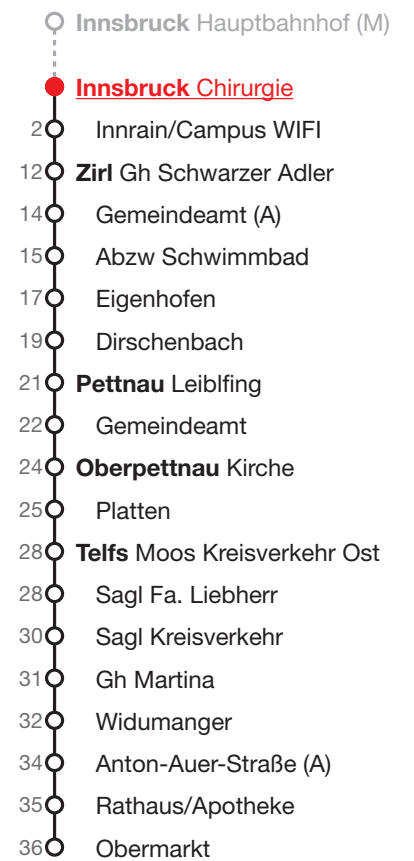 Innsbruck Hauptbahnhof (M)
Innsbruck Chirurgie
2 Innrain/Campus WIFI
12 Zirl Gh Schwarzer Adler
14 Gemeindeamt (A)
15 Abzw Schwimmbad
17 Eigenhofen
19 Dirschenbach
21 Pettnau Leiblfing
22 Gemeindeamt
24 Oberpettnau Kirche
25 Platten
28 Telfs Moos Kreisverkehr Ost
28 Sagl Fa. Liebherr
30 Sagl Kreisverkehr
31 Gh Martina
32 Widumanger
34 Anton-Auer-Straße (A)
35 Rathaus/Apotheke
36 Obermarkt